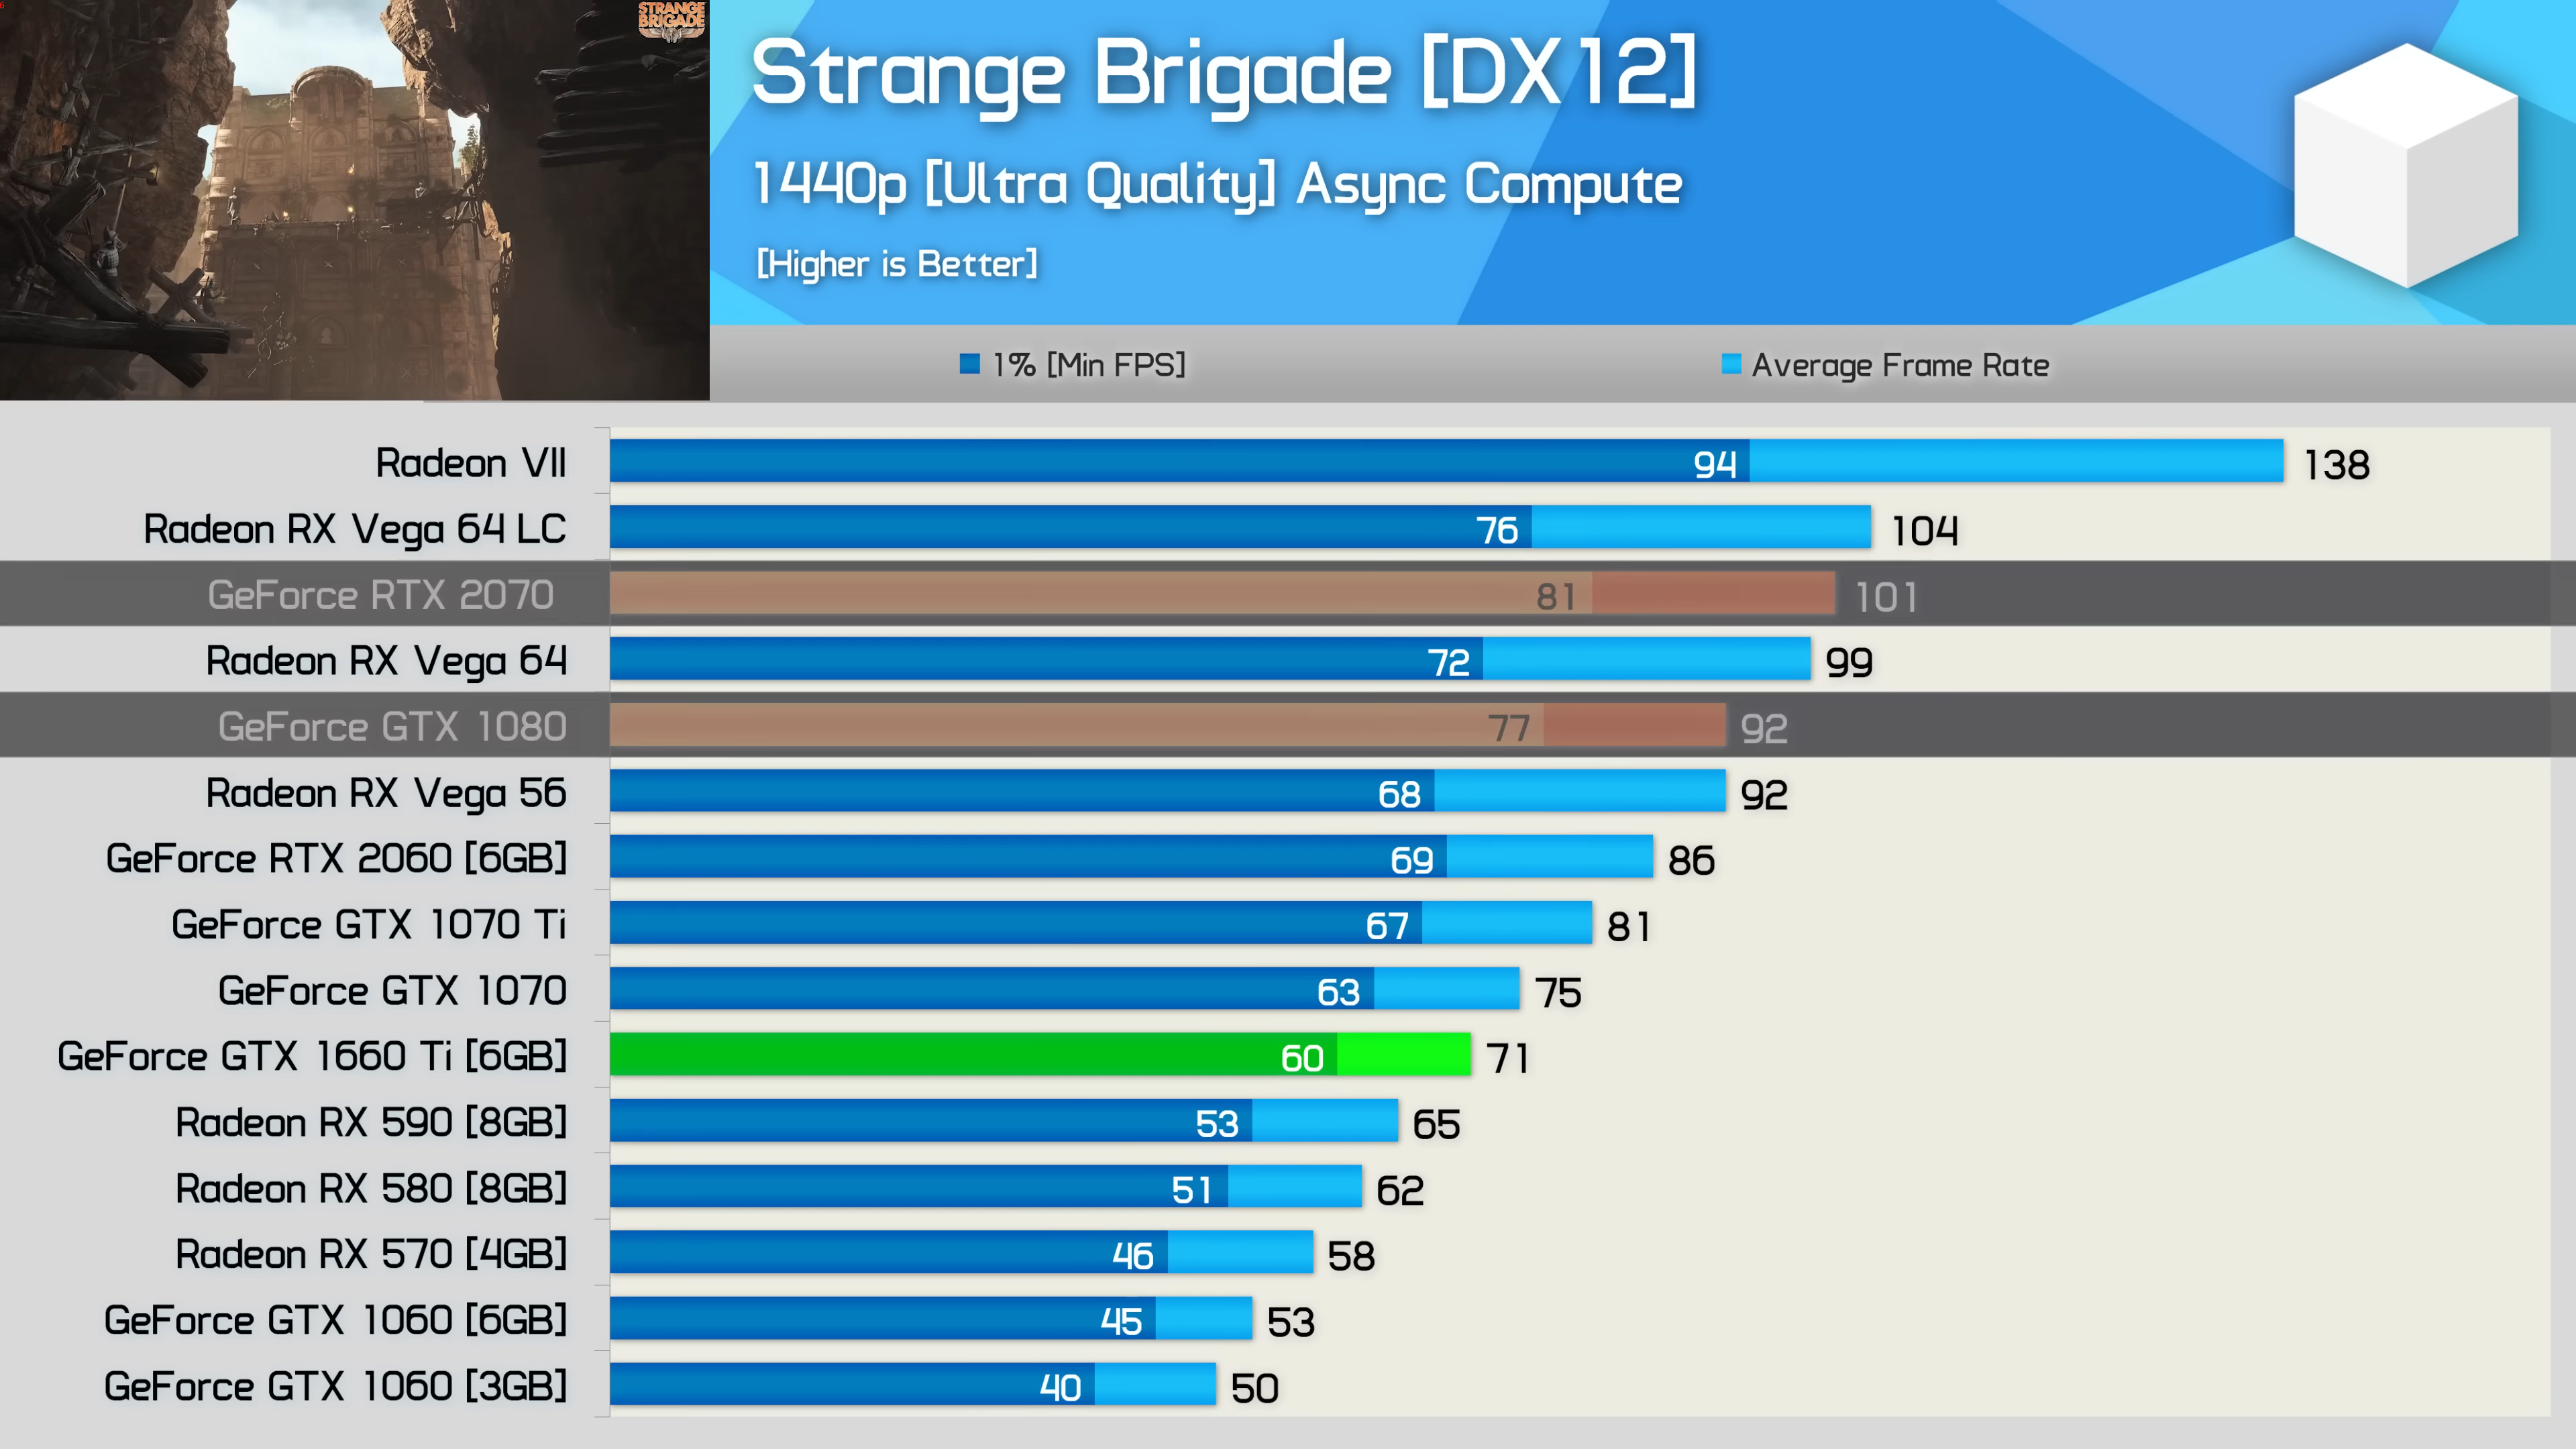 6
STRANGE
BRIGADE
Strange Brigade [DX12]
1440p [Ultra Quality] Async Compute
[Higher is Better]
1% [Min FPS] Average Frame Rate
Radeon VII 94 138
Radeon RX Vega 64 LC 76 104
GeForce RTX 2070 81 101
Radeon RX Vega 64 72 99
GeForce GTX 1080 77 92
Radeon RX Vega 56 68 92
GeForce RTX 2060 [6GB] 69 86
GeForce GTX 1070 Ti 67 81
GeForce GTX 1070 63 75
GeForce GTX 1660 Ti [6GB] 60 71
Radeon RX 590 [8GB] 53 65
Radeon RX 580 [8GB] 51 62
Radeon RX 570 [4GB] 46 58
GeForce GTX 1060 [6GB] 45 53
GeForce GTX 1060 [3GB] 40 50